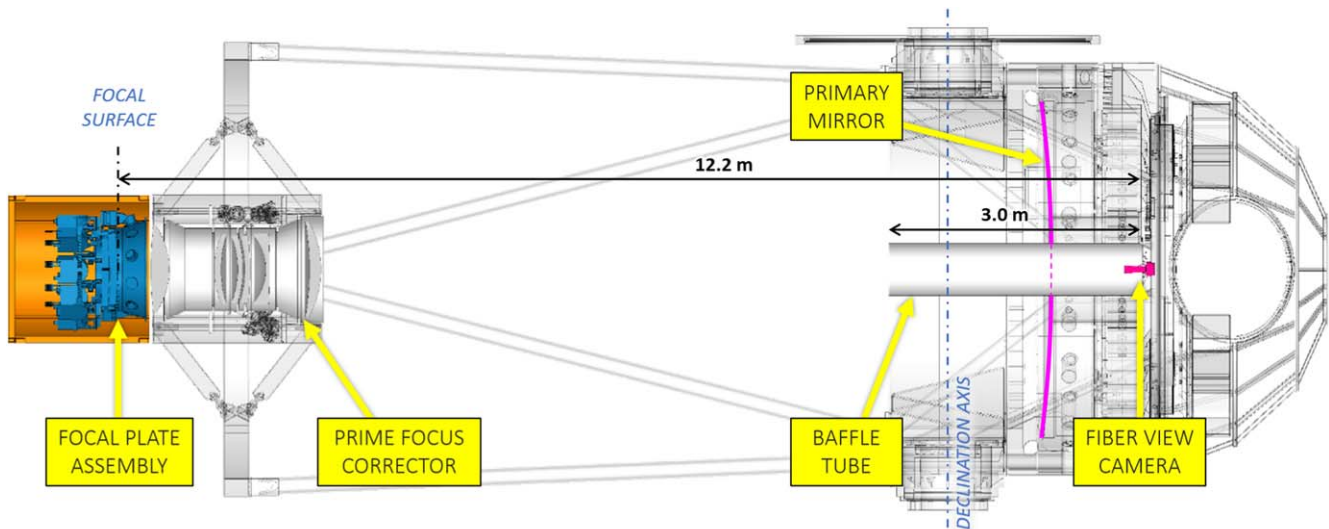 FOCAL
SURFACE
PRIMARY
MIRROR
12.2 m
3.0 m
FOCAL PLATE
ASSEMBLY
PRIME FOCUS
CORRECTOR
BAFFLE
TUBE
DECLINATION AXIS
FIBER VIEW
CAMERA